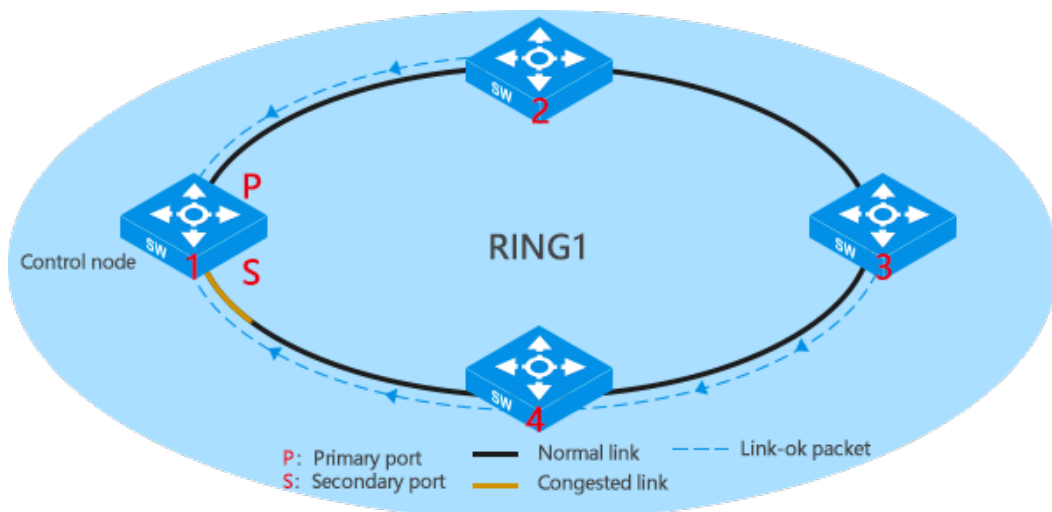 SW
2
P
SW
RING1
SW
Control node
1
S
3
SW
4
P: Primary port
Normal link
Link-ok packet
S: Secondary port
Congested link